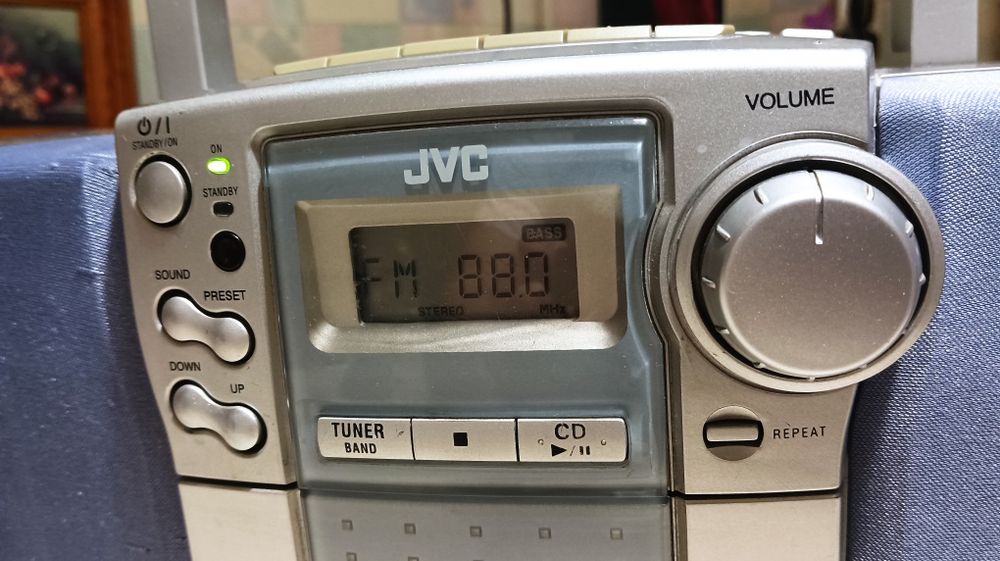 VOLUME
⏻/I
STANDBY/ON
ON
JVC
STANDBY
BASS
FM 88.0
STEREO MHz
SOUND
PRESET
DOWN
UP
TUNER
BAND
■
CD
▶/II
REPEAT